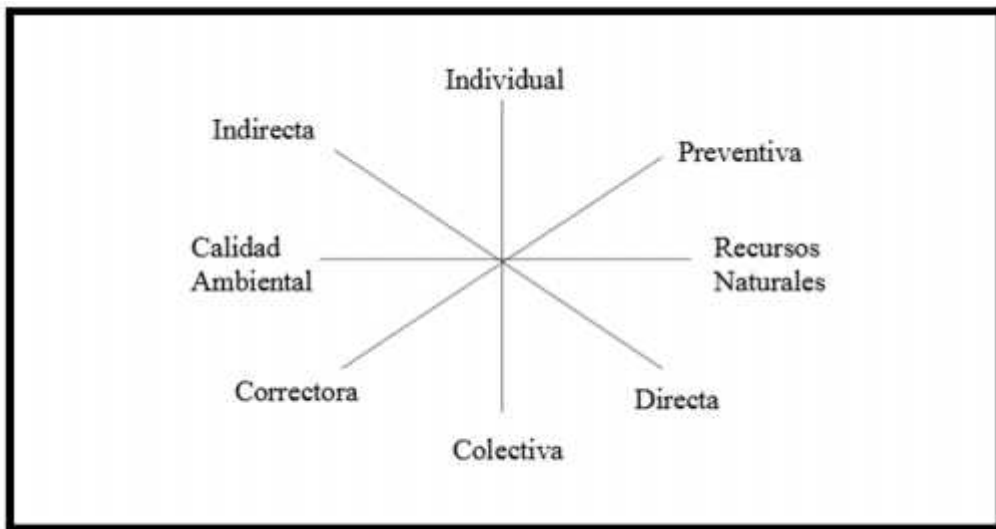 Individual
Indirecta
Preventiva
Calidad
Ambiental
Recursos
Naturales
Correctora
Directa
Colectiva